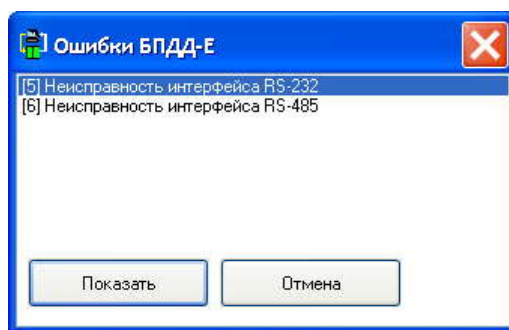 Ошибки БПДД-Е
[5] Неисправность интерфейса RS-232
[6] Неисправность интерфейса RS-485
Показать
Отмена